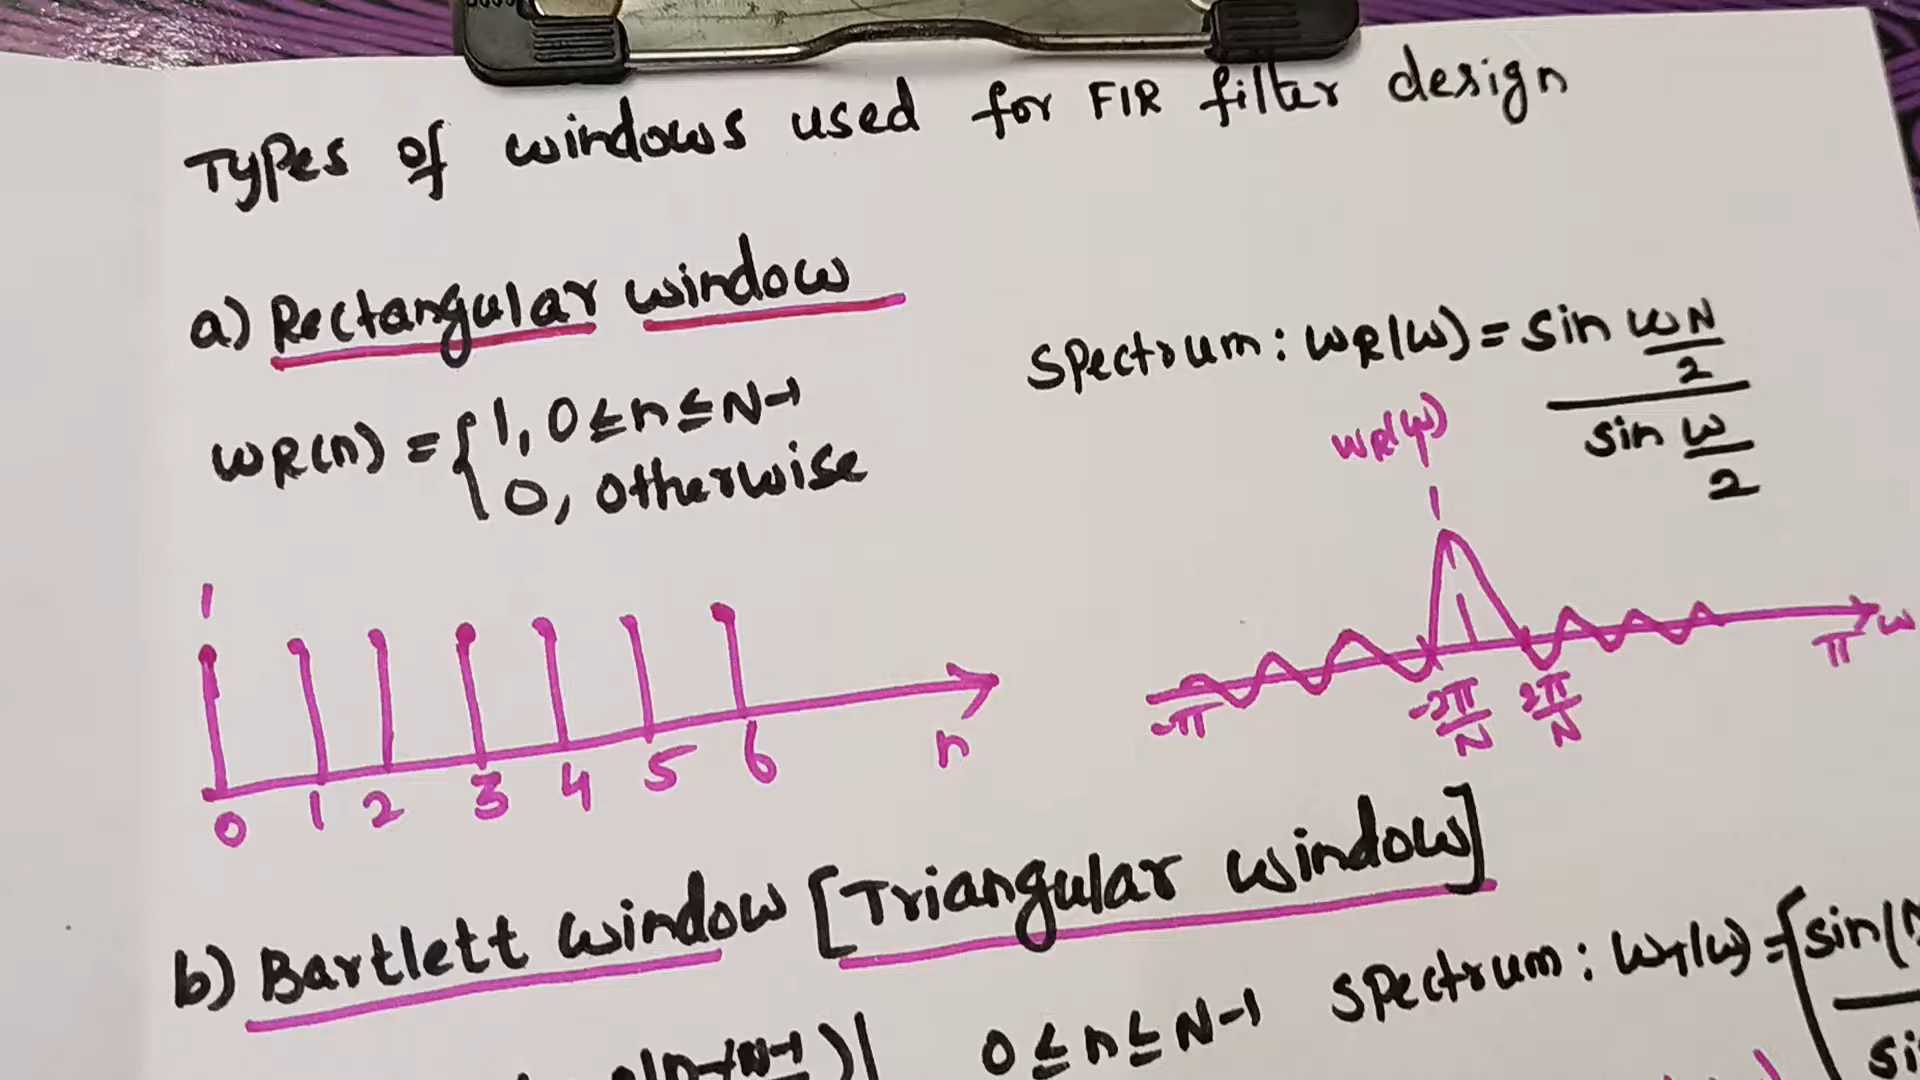 Types of windows used for FIR filter design
a) Rectangular window
WR(n) = { 1, 0 ≤ n ≤ N-1
0, otherwise
Spectrum: WR(ω) = sin ωN/2
sin ω/2
1
0 1 2 3 4 5 6 n
WR(ω)
1
-π -2π/N 2π/N π ω
b) Bartlett window [Triangular window]
0 ≤ n ≤ N-1
Spectrum: WT(ω) = { sin(